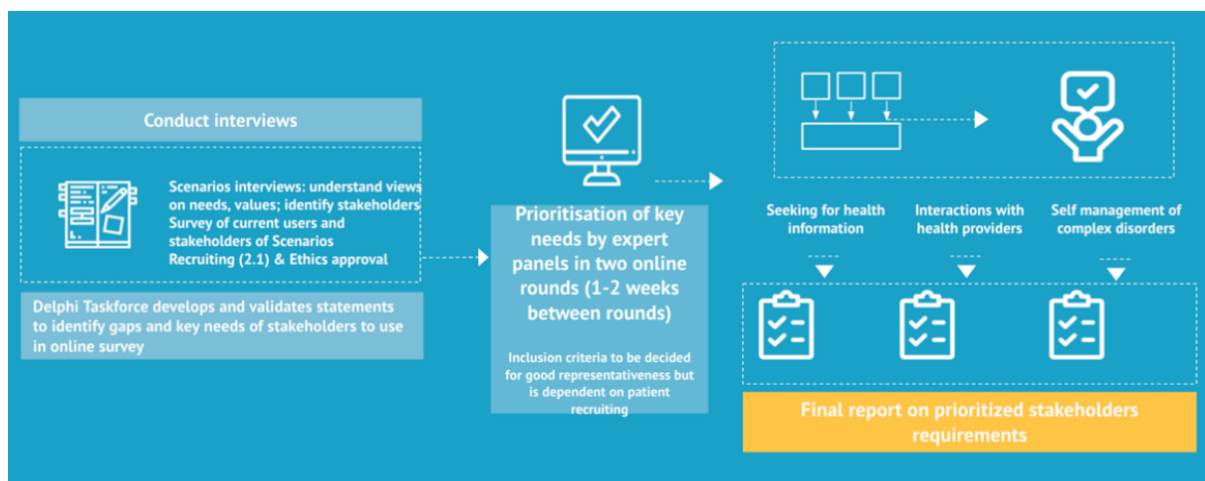 Conduct interviews
Scenarios interviews: understand views
on needs, values; identify stakeholders
Survey of current users and
stakeholders of Scenarios
Recruiting (2.1) & Ethics approval
Delphi Taskforce develops and validates statements
to identify gaps and key needs of stakeholders to use
in online survey
Prioritisation of key
needs by expert
panels in two online
rounds (1-2 weeks
between rounds)
Inclusion criteria to be decided
for good representativeness but
is dependent on patient
recruiting
Seeking for health
information
Interactions with
health providers
Self management of
complex disorders
Final report on prioritized stakeholders
requirements